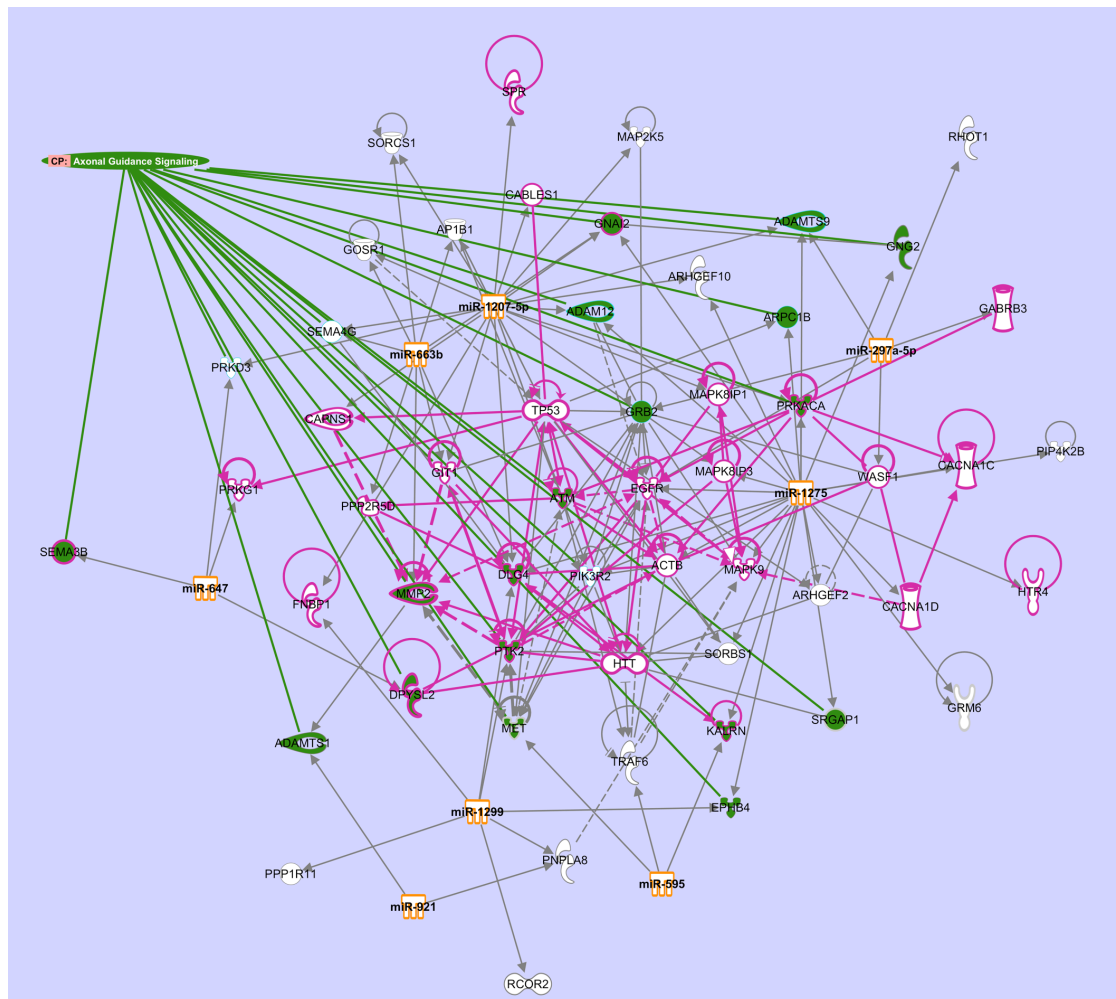 SPR
SORCS1
MAP2K5
RHOT1
CP: Axonal Guidance Signaling
CABLES1
GNAI2
ADAMTS9
AP1B1
GNG2
GOSR1
ARHGEF10
miR-1207-5p
ADAM12
GABRB3
ARPC1B
SEMA4G
miR-663b
miR-297a-5p
PRKD3
MAPK8IP1
PRKACA
CAPNS1
TP53
GRB2
PIP4K2B
GIT1
MAPK8IP3
CACNA1C
WASF1
PRKG1
EGFR
miR-1275
ATM
PPP2R5D
SEMA3B
ACTB
MAPK9
DLG4
PIK3R2
miR-647
MMP2
ARHGEF2
HTR4
FNBP1
CACNA1D
PTK2
SORBS1
HTT
DPYSL2
GRM6
SRGAP1
MET
KALRN
ADAMTS1
TRAF6
EPHB4
miR-1299
PNPLA8
PPP1R11
miR-595
miR-921
RCOR2